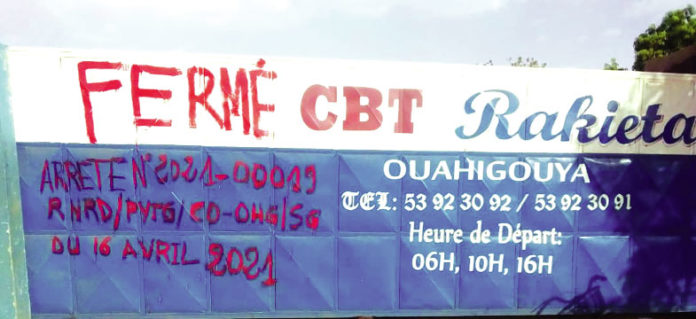 FERMÉ CBT Rakieta
OUAHIGOUYA
TEL: 53 92 30 92 / 53 92 30 91
Heure de Départ:
06H, 10H, 16H
ARRETE N° 2021-00019
RNRD/PYTG/CO-OHG/SG
DU 16 AVRIL 2021